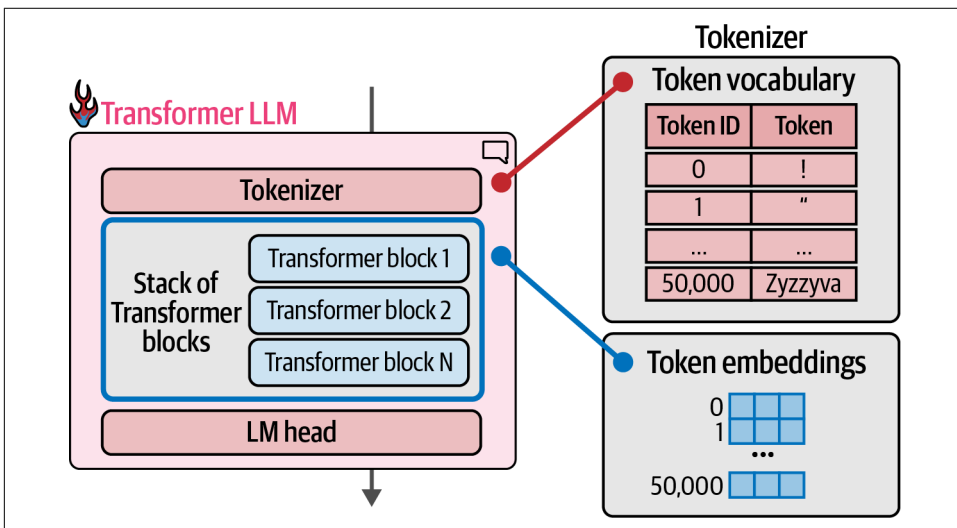 Transformer LLM
Tokenizer
Stack of
Transformer
blocks
Transformer block 1
Transformer block 2
Transformer block N
LM head
Tokenizer
Token vocabulary
Token ID Token
0 !
1 “
... ...
50,000 Zyzzyva
Token embeddings
0
1
...
50,000